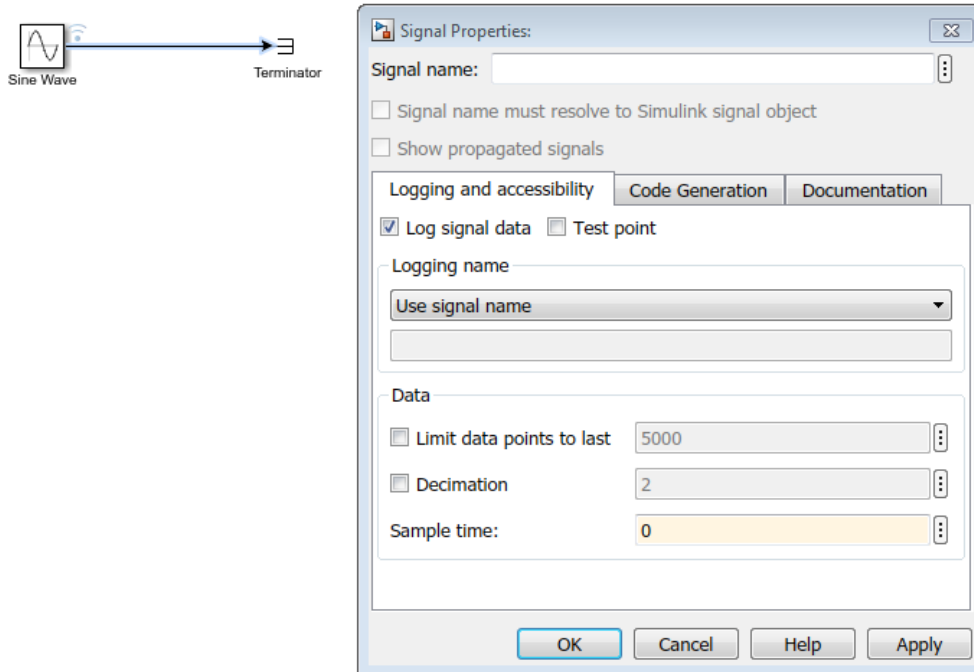 Sine Wave
Terminator
Signal Properties:
Signal name:
Signal name must resolve to Simulink signal object
Show propagated signals
Logging and accessibility Code Generation Documentation
Log signal data Test point
Logging name
Use signal name
Data
Limit data points to last 5000
Decimation 2
Sample time: 0
OK Cancel Help Apply